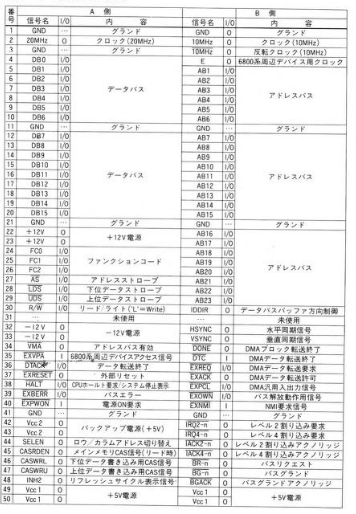 番号 A 側 B 側
信号名 I/O 内 容 信号名 I/O 内 容
1 GND … グランド GND O グランド
2 20MHz O クロック(20MHz) 10MHz O クロック(10MHz)
3 GND … グランド 10MHz O 反転クロック(10MHz)
4 DB0 I/O データバス E O 6800系周辺デバイス用クロック
5 DB1 I/O AB1 I/O アドレスバス
6 DB2 I/O AB2 I/O
7 DB3 I/O AB3 I/O
8 DB4 I/O AB4 I/O
9 DB5 I/O AB5 I/O
10 DB6 I/O AB6 I/O
11 GND … グランド GND … グランド
12 DB7 I/O AB7 I/O アドレスバス
13 DB8 I/O AB8 I/O
14 DB9 I/O AB9 I/O
15 DB10 I/O AB10 I/O
16 DB11 I/O データバス AB11 I/O
17 DB12 I/O AB12 I/O
18 DB13 I/O AB13 I/O
19 DB14 I/O AB14 I/O
20 DB15 I/O AB15 I/O
21 GND … グランド GND … グランド
22 +12V O +12V電源 AB16 I/O アドレスバス
23 +12V O AB17 I/O
24 FC0 I/O ファンクションコード AB18 I/O
25 FC1 I/O AB19 I/O
26 FC2 I/O AB20 I/O
27 AS I/O アドレスストローブ AB21 I/O
28 LDS I/O 下位データストローブ AB22 I/O
29 UDS I/O 上位データストローブ AB23 I/O
30 R/W I/O リード/ライト('L'=Write) IDDIR O データバスバッファ方向制御
31 … 未使用 … 未使用
32 −12V O −12V電源 HSYNC O 水平同期信号
33 −12V O VSYNC O 垂直同期信号
34 VMA O アドレスバス有効 DONE O DMAブロック転送終了
35 EXVPA I 6800系周辺デバイスアクセス信号 DTC I DMAデータ転送終了
36 DTACK I/O データ転送終了 EXREQ I/O DMAデータ転送要求
37 EXRESET O 外部リセット EXACK O DMAデータ転送許可
38 HALT I/O CPUホールト要求/システム停止表示 EXPCL I/O DMA汎用入出力信号
39 EXBERR I/O バスエラー EXOWN I/O バス解放動作用信号
40 EXPWON I 電源ON要求 EXNMI I NMI要求信号
41 GND … グランド GND … グランド
42 Vcc 2 O バックアップ電源(+5V) IRQ2-n O レベル2割り込み要求
43 Vcc 2 O IRQ4-n O レベル4割り込み要求
44 SELEN O ロウ/カラムアドレス切り替え IACK2-n O レベル2割り込みアクノリッジ
45 CASRDEN O メインメモリCAS信号(リード時) IACK4-n O レベル4割り込みアクノリッジ
46 CASWRL O 下位データ書き込み用CAS信号 BR-n O バスリクエスト
47 CASWRU O 上位データ書き込み用CAS信号 BG-n O バスグランド
48 INH2 O リフレッシュサイクル表示信号 BGACK O バスグランドアクノリッジ
49 Vcc 1 O +5V電源 Vcc 1 O +5V電源
50 Vcc 1 O Vcc 1 O